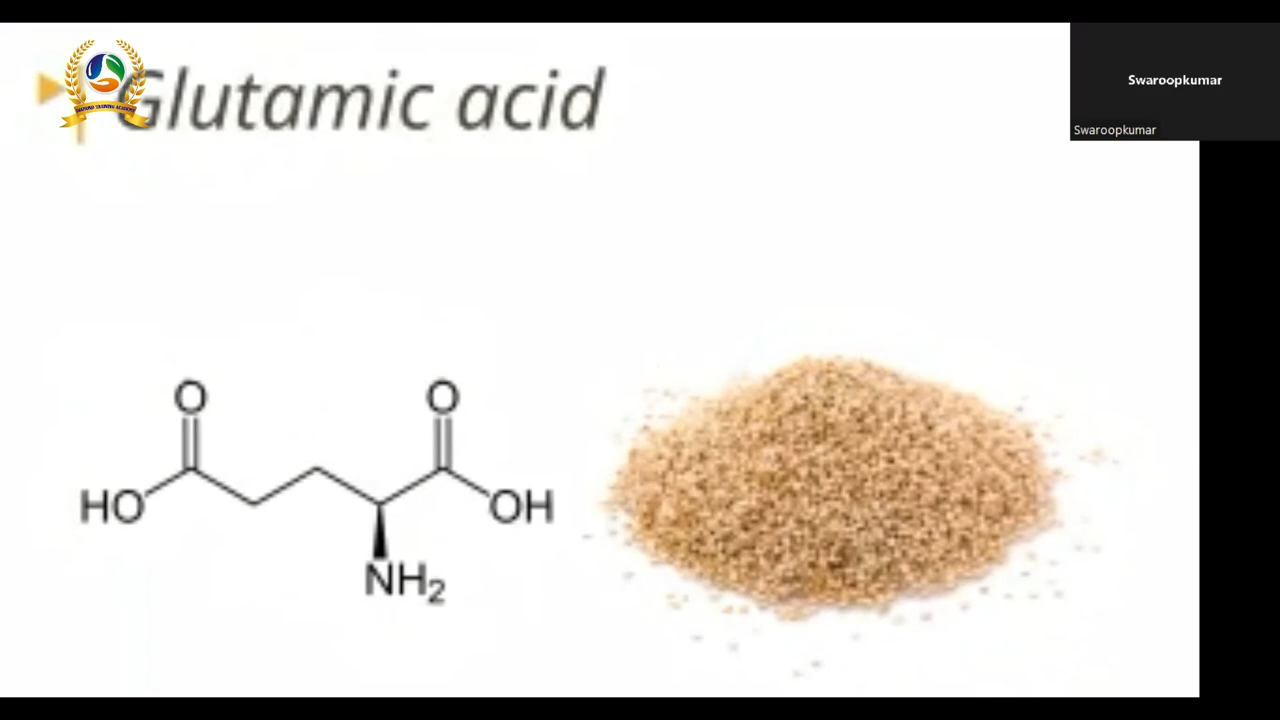 Glutamic acid
Swaroopkumar
Swaroopkumar
O
O
HO
OH
NH₂